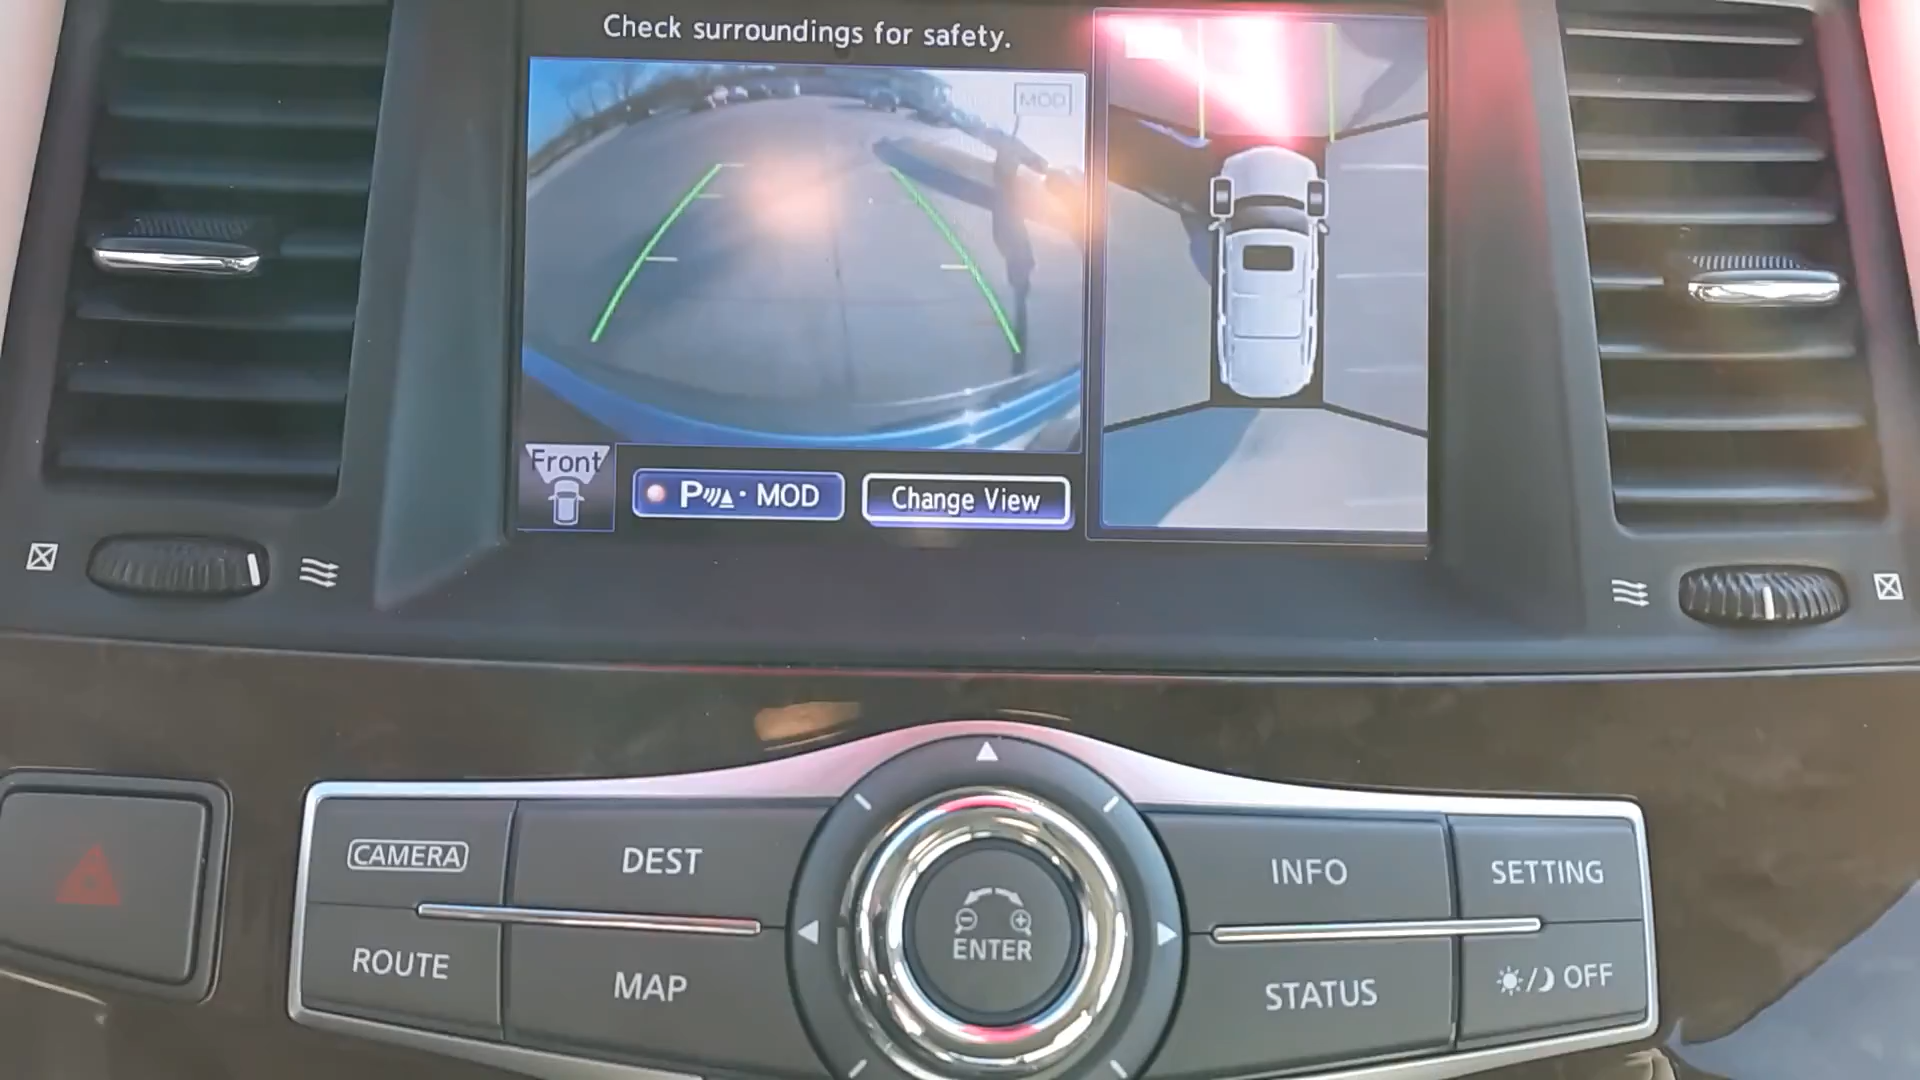 Check surroundings for safety.
MOD
Front
P · MOD
Change View
CAMERA
DEST
INFO
SETTING
ENTER
ROUTE
MAP
STATUS
OFF